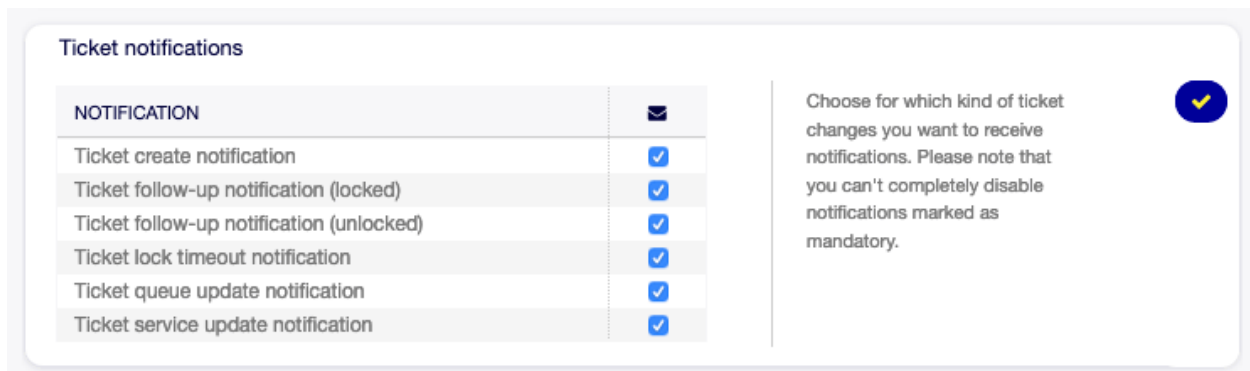 Ticket notifications
NOTIFICATION
Ticket create notification
Ticket follow-up notification (locked)
Ticket follow-up notification (unlocked)
Ticket lock timeout notification
Ticket queue update notification
Ticket service update notification
Choose for which kind of ticket
changes you want to receive
notifications. Please note that
you can't completely disable
notifications marked as
mandatory.